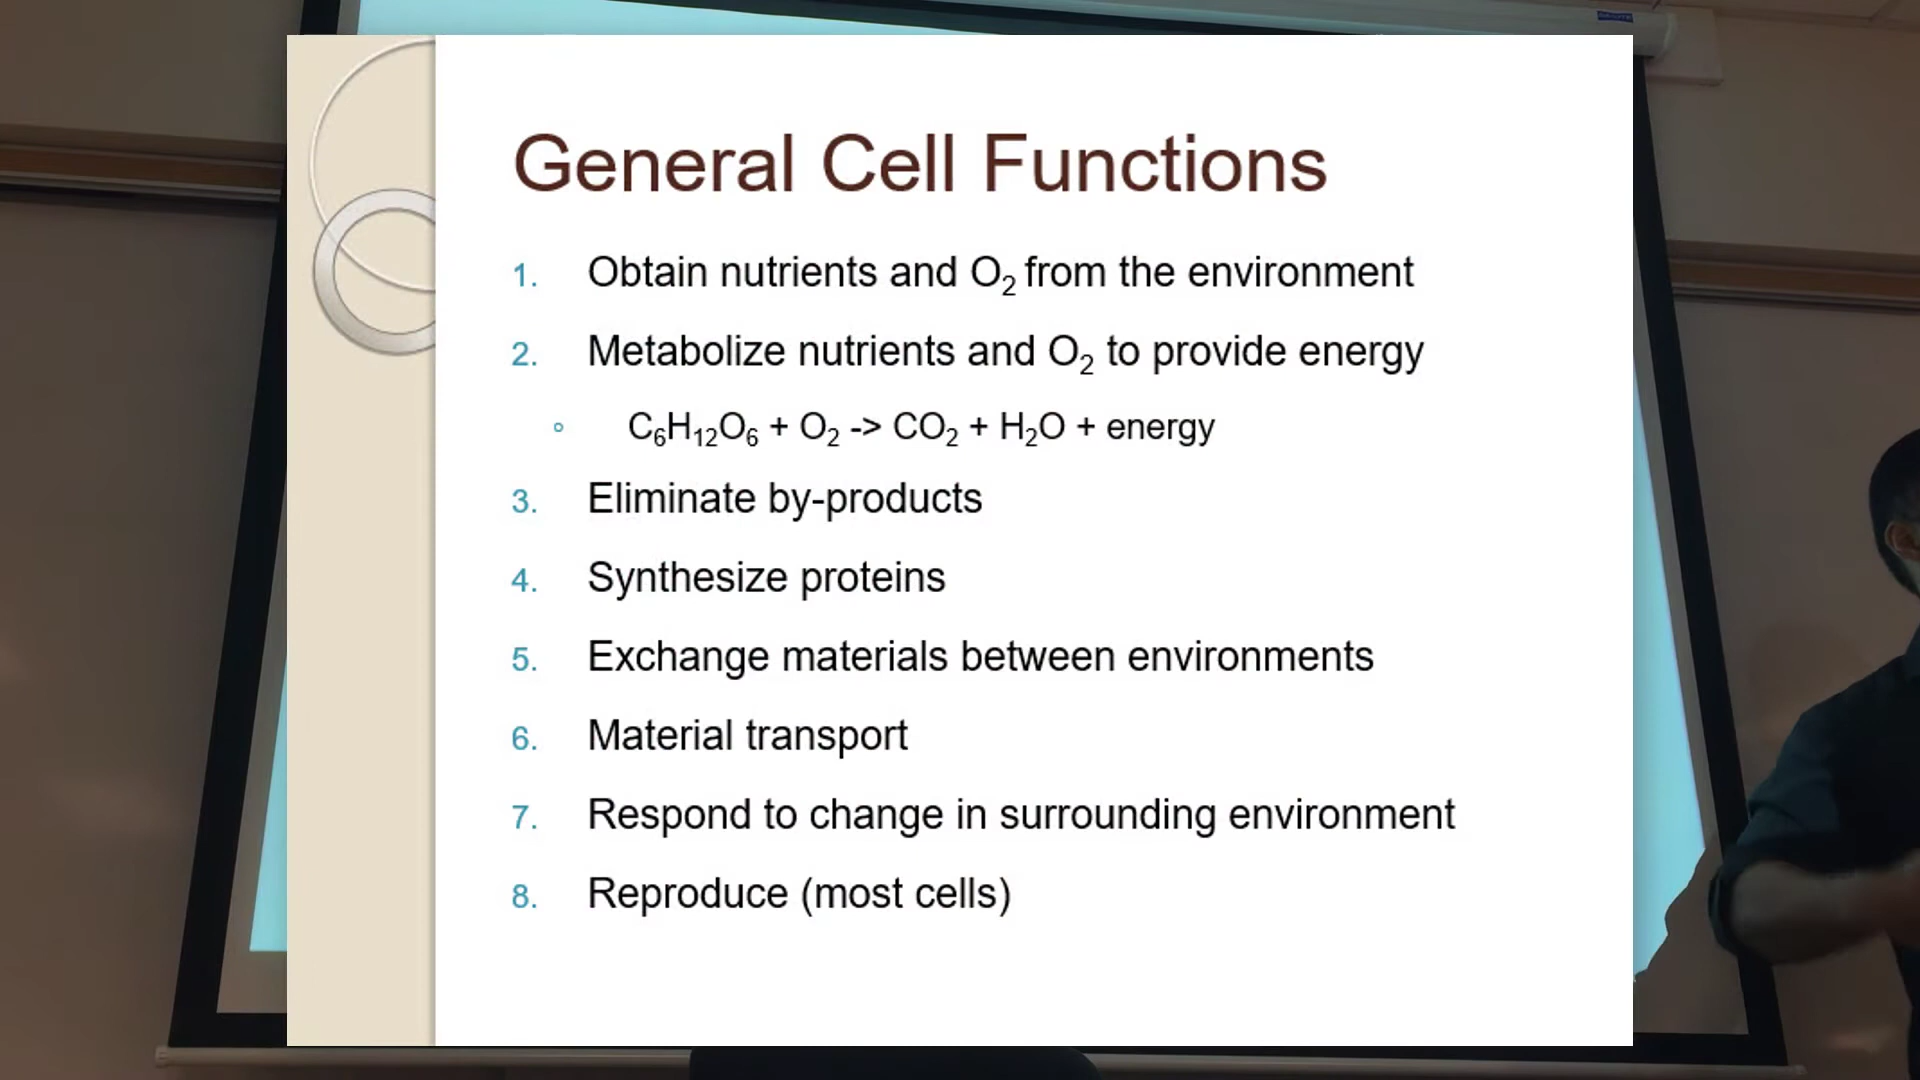 General Cell Functions
1. Obtain nutrients and O₂ from the environment
2. Metabolize nutrients and O₂ to provide energy
◦ C₆H₁₂O₆ + O₂ -> CO₂ + H₂O + energy
3. Eliminate by-products
4. Synthesize proteins
5. Exchange materials between environments
6. Material transport
7. Respond to change in surrounding environment
8. Reproduce (most cells)